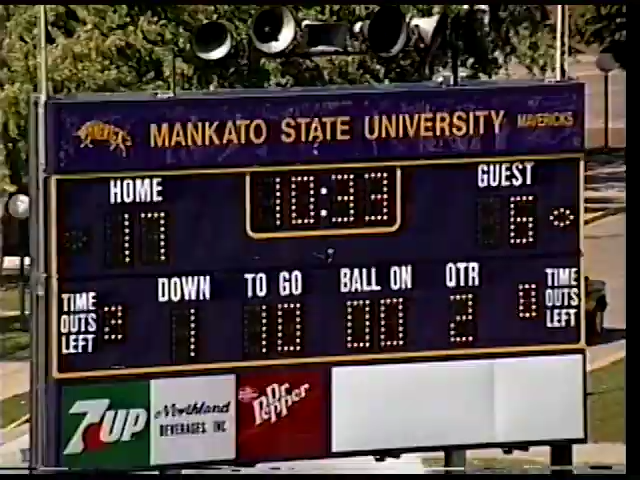 MAVERICKS MANKATO STATE UNIVERSITY MAVERICKS
HOME 10:33 GUEST
17 6
DOWN TO GO BALL ON QTR
TIME OUTS LEFT
1 10 00 2
TIME OUTS LEFT
7UP
Northland
BEVERAGES INC
Dr Pepper